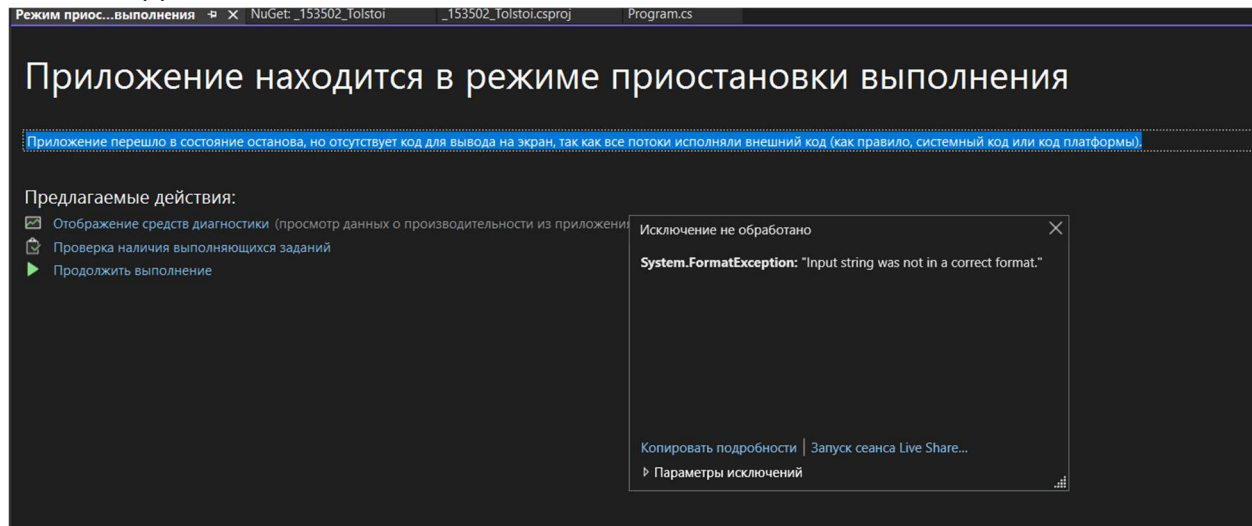 Режим приос...выполнения NuGet: _153502_Tolstoi _153502_Tolstoi.csproj Program.cs
Приложение находится в режиме приостановки выполнения
Приложение перешло в состояние останова, но отсутствует код для вывода на экран, так как все потоки исполняли внешний код (как правило, системный код или код платформы).
Предлагаемые действия:
Отображение средств диагностики (просмотр данных о производительности из приложения
Проверка наличия выполняющихся заданий
Продолжить выполнение
Исключение не обработано
System.FormatException: "Input string was not in a correct format."
Копировать подробности | Запуск сеанса Live Share...
Параметры исключений